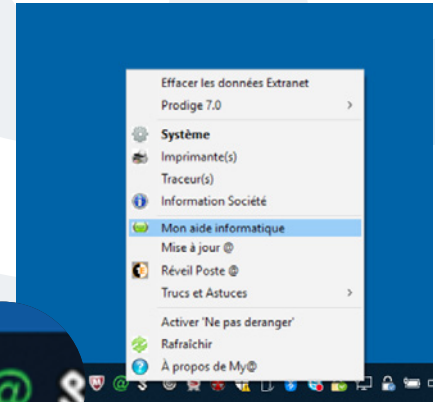 Effacer les données Extranet
Prodige 7.0
Système
Imprimante(s)
Traceur(s)
Information Société
Mon aide informatique
Mise à jour @
Réveil Poste @
Trucs et Astuces
Activer 'Ne pas deranger'
Rafraîchir
À propos de My@